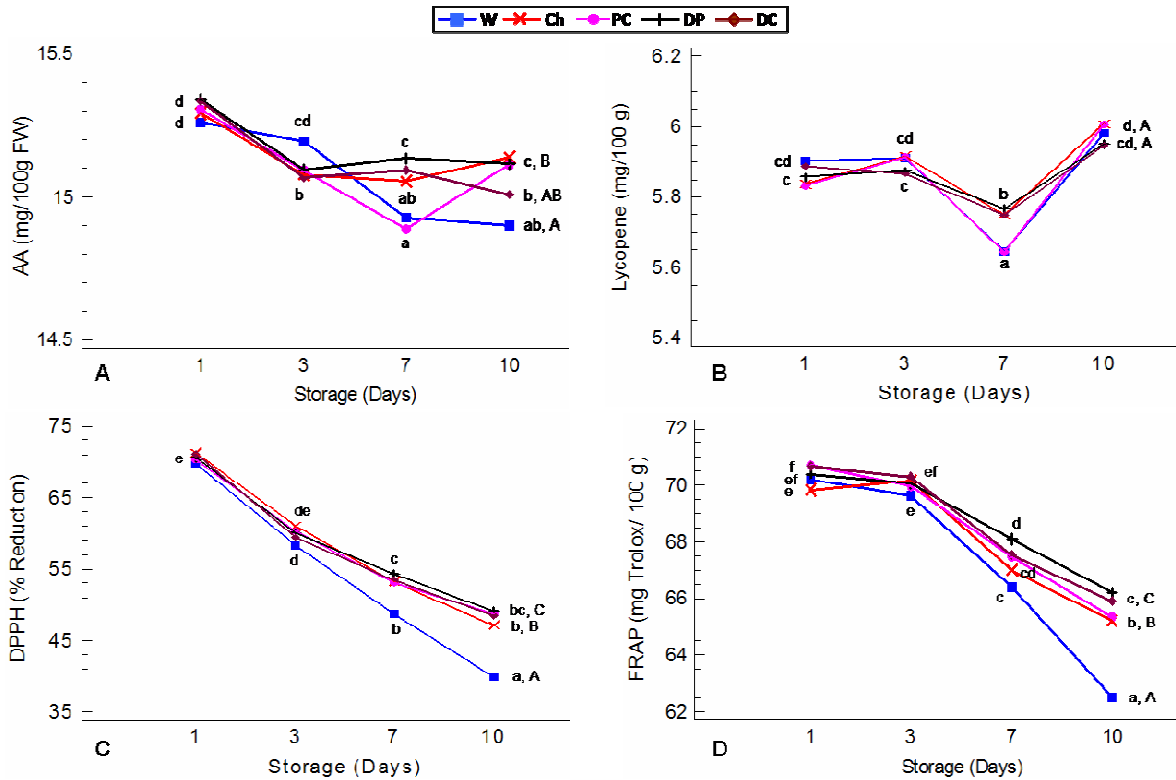 W Ch PC DP DC
15.5
15
14.5
AA (mg/100g FW)
d
d
cd
b
c
ab
a
c, B
b, AB
ab, A
1 3 7 10
A
Storage (Days)
6.2
6
5.8
5.6
5.4
Lycopene (mg/100 g)
cd
c
cd
c
b
a
d, A
cd, A
1 3 7 10
B
Storage (Days)
75
65
55
45
35
DPPH (% Reduction)
e
de
d
c
b
bc, C
b, B
a, A
1 3 7 10
C
Storage (Days)
72
70
68
66
64
62
FRAP (mg Trolox/ 100 g)
f
ef
e
ef
e
d
cd
c
c, C
b, B
a, A
1 3 7 10
D
Storage (Days)